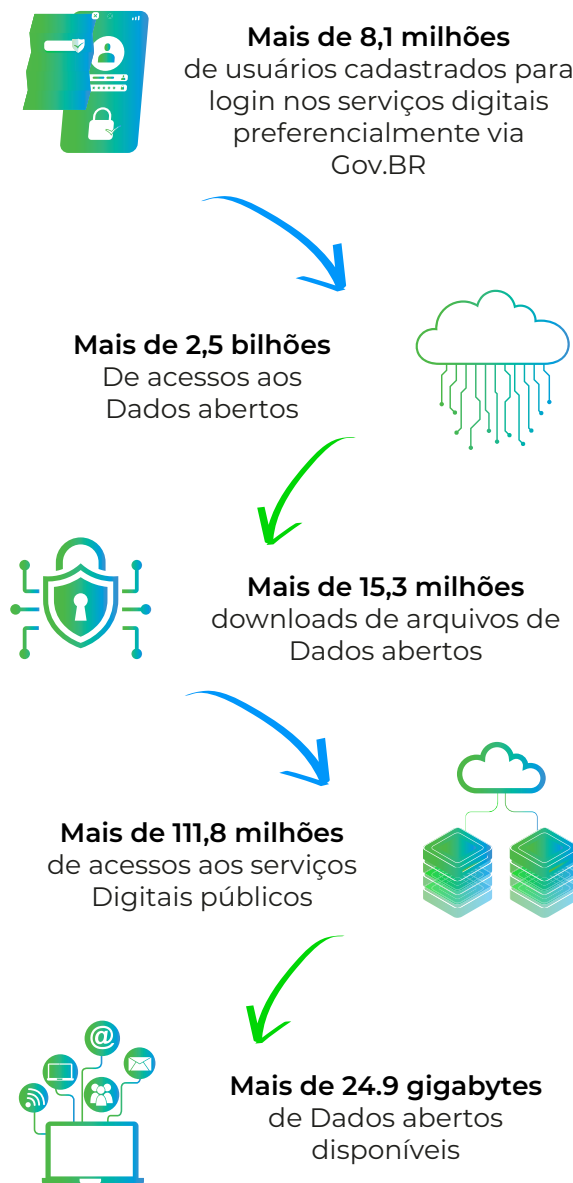 Mais de 8,1 milhões
de usuários cadastrados para
login nos serviços digitais
preferencialmente via
Gov.BR
Mais de 2,5 bilhões
De acessos aos
Dados abertos
Mais de 15,3 milhões
downloads de arquivos de
Dados abertos
Mais de 111,8 milhões
de acessos aos serviços
Digitais públicos
@
Mais de 24.9 gigabytes
de Dados abertos
disponíveis